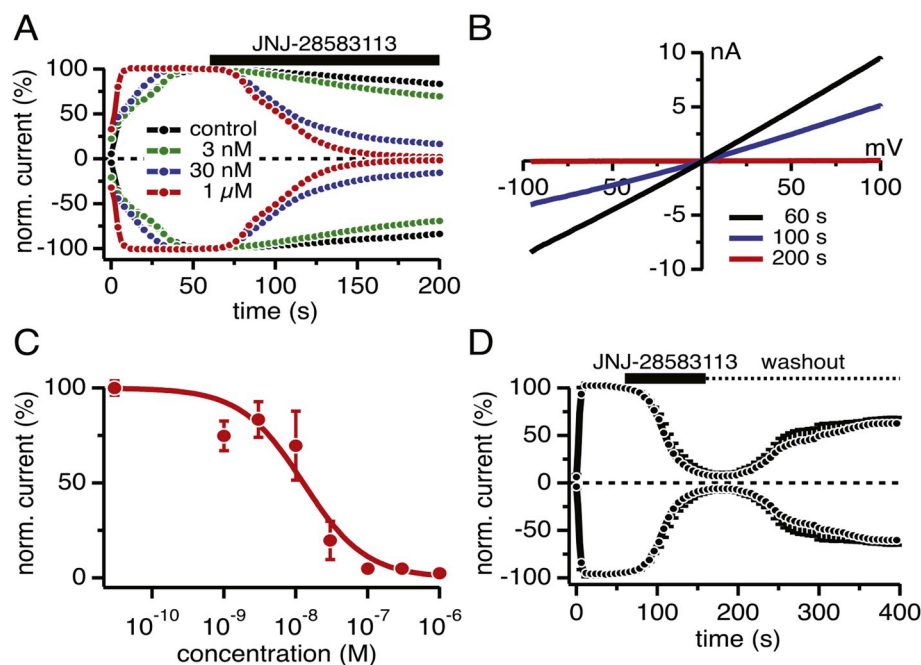 A
JNJ-28583113
norm. current (%)
100
50
0
-50
-100
control
3 nM
30 nM
1 µM
0 50 100 150 200
time (s)
B
nA
10
5
mV
-100 50 50 100
-5
-10
60 s
100 s
200 s
C
norm. current (%)
100
50
0
10⁻¹⁰ 10⁻⁹ 10⁻⁸ 10⁻⁷ 10⁻⁶
concentration (M)
D
JNJ-28583113 washout
norm. current (%)
100
50
0
-50
-100
0 100 200 300 400
time (s)